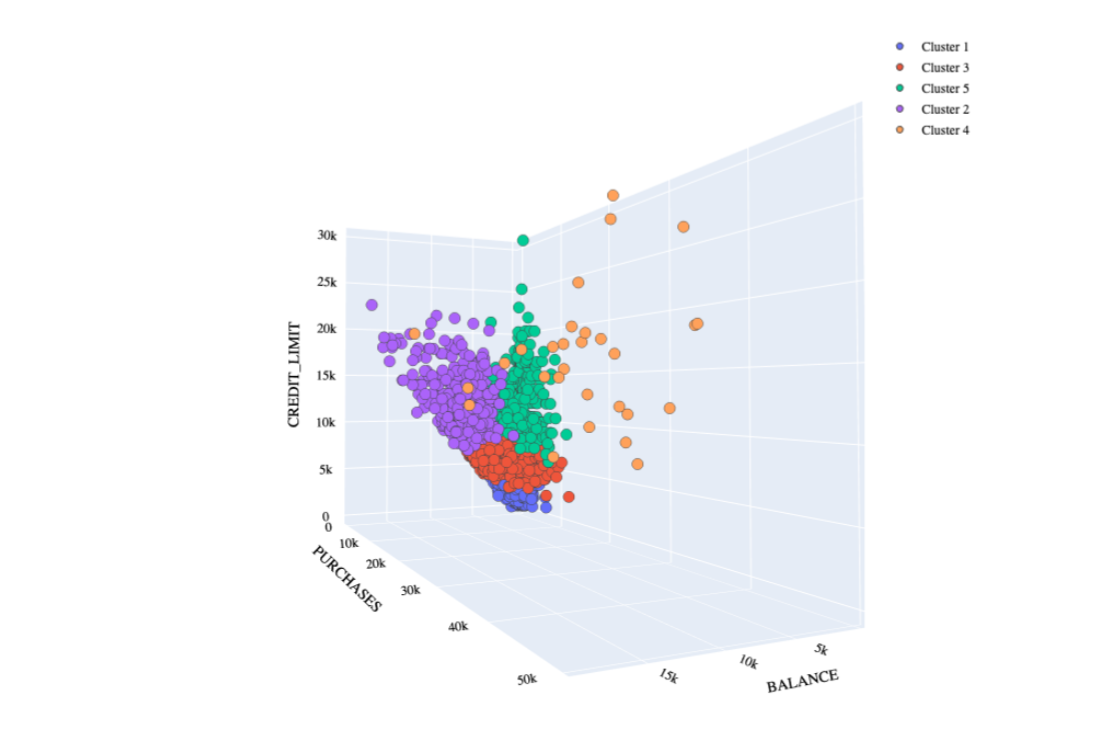 Cluster 1
Cluster 3
Cluster 5
Cluster 2
Cluster 4
30k
25k
20k
15k
10k
5k
0
CREDIT_LIMIT
0
10k
20k
30k
40k
50k
PURCHASES
15k
10k
5k
BALANCE